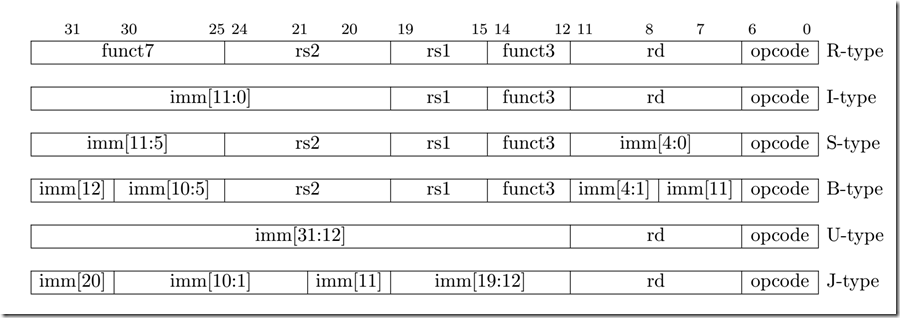 31 30 25 24 21 20 19 15 14 12 11 8 7 6 0
funct7 rs2 rs1 funct3 rd opcode R-type
imm[11:0] rs1 funct3 rd opcode I-type
imm[11:5] rs2 rs1 funct3 imm[4:0] opcode S-type
imm[12] imm[10:5] rs2 rs1 funct3 imm[4:1] imm[11] opcode B-type
imm[31:12] rd opcode U-type
imm[20] imm[10:1] imm[11] imm[19:12] rd opcode J-type